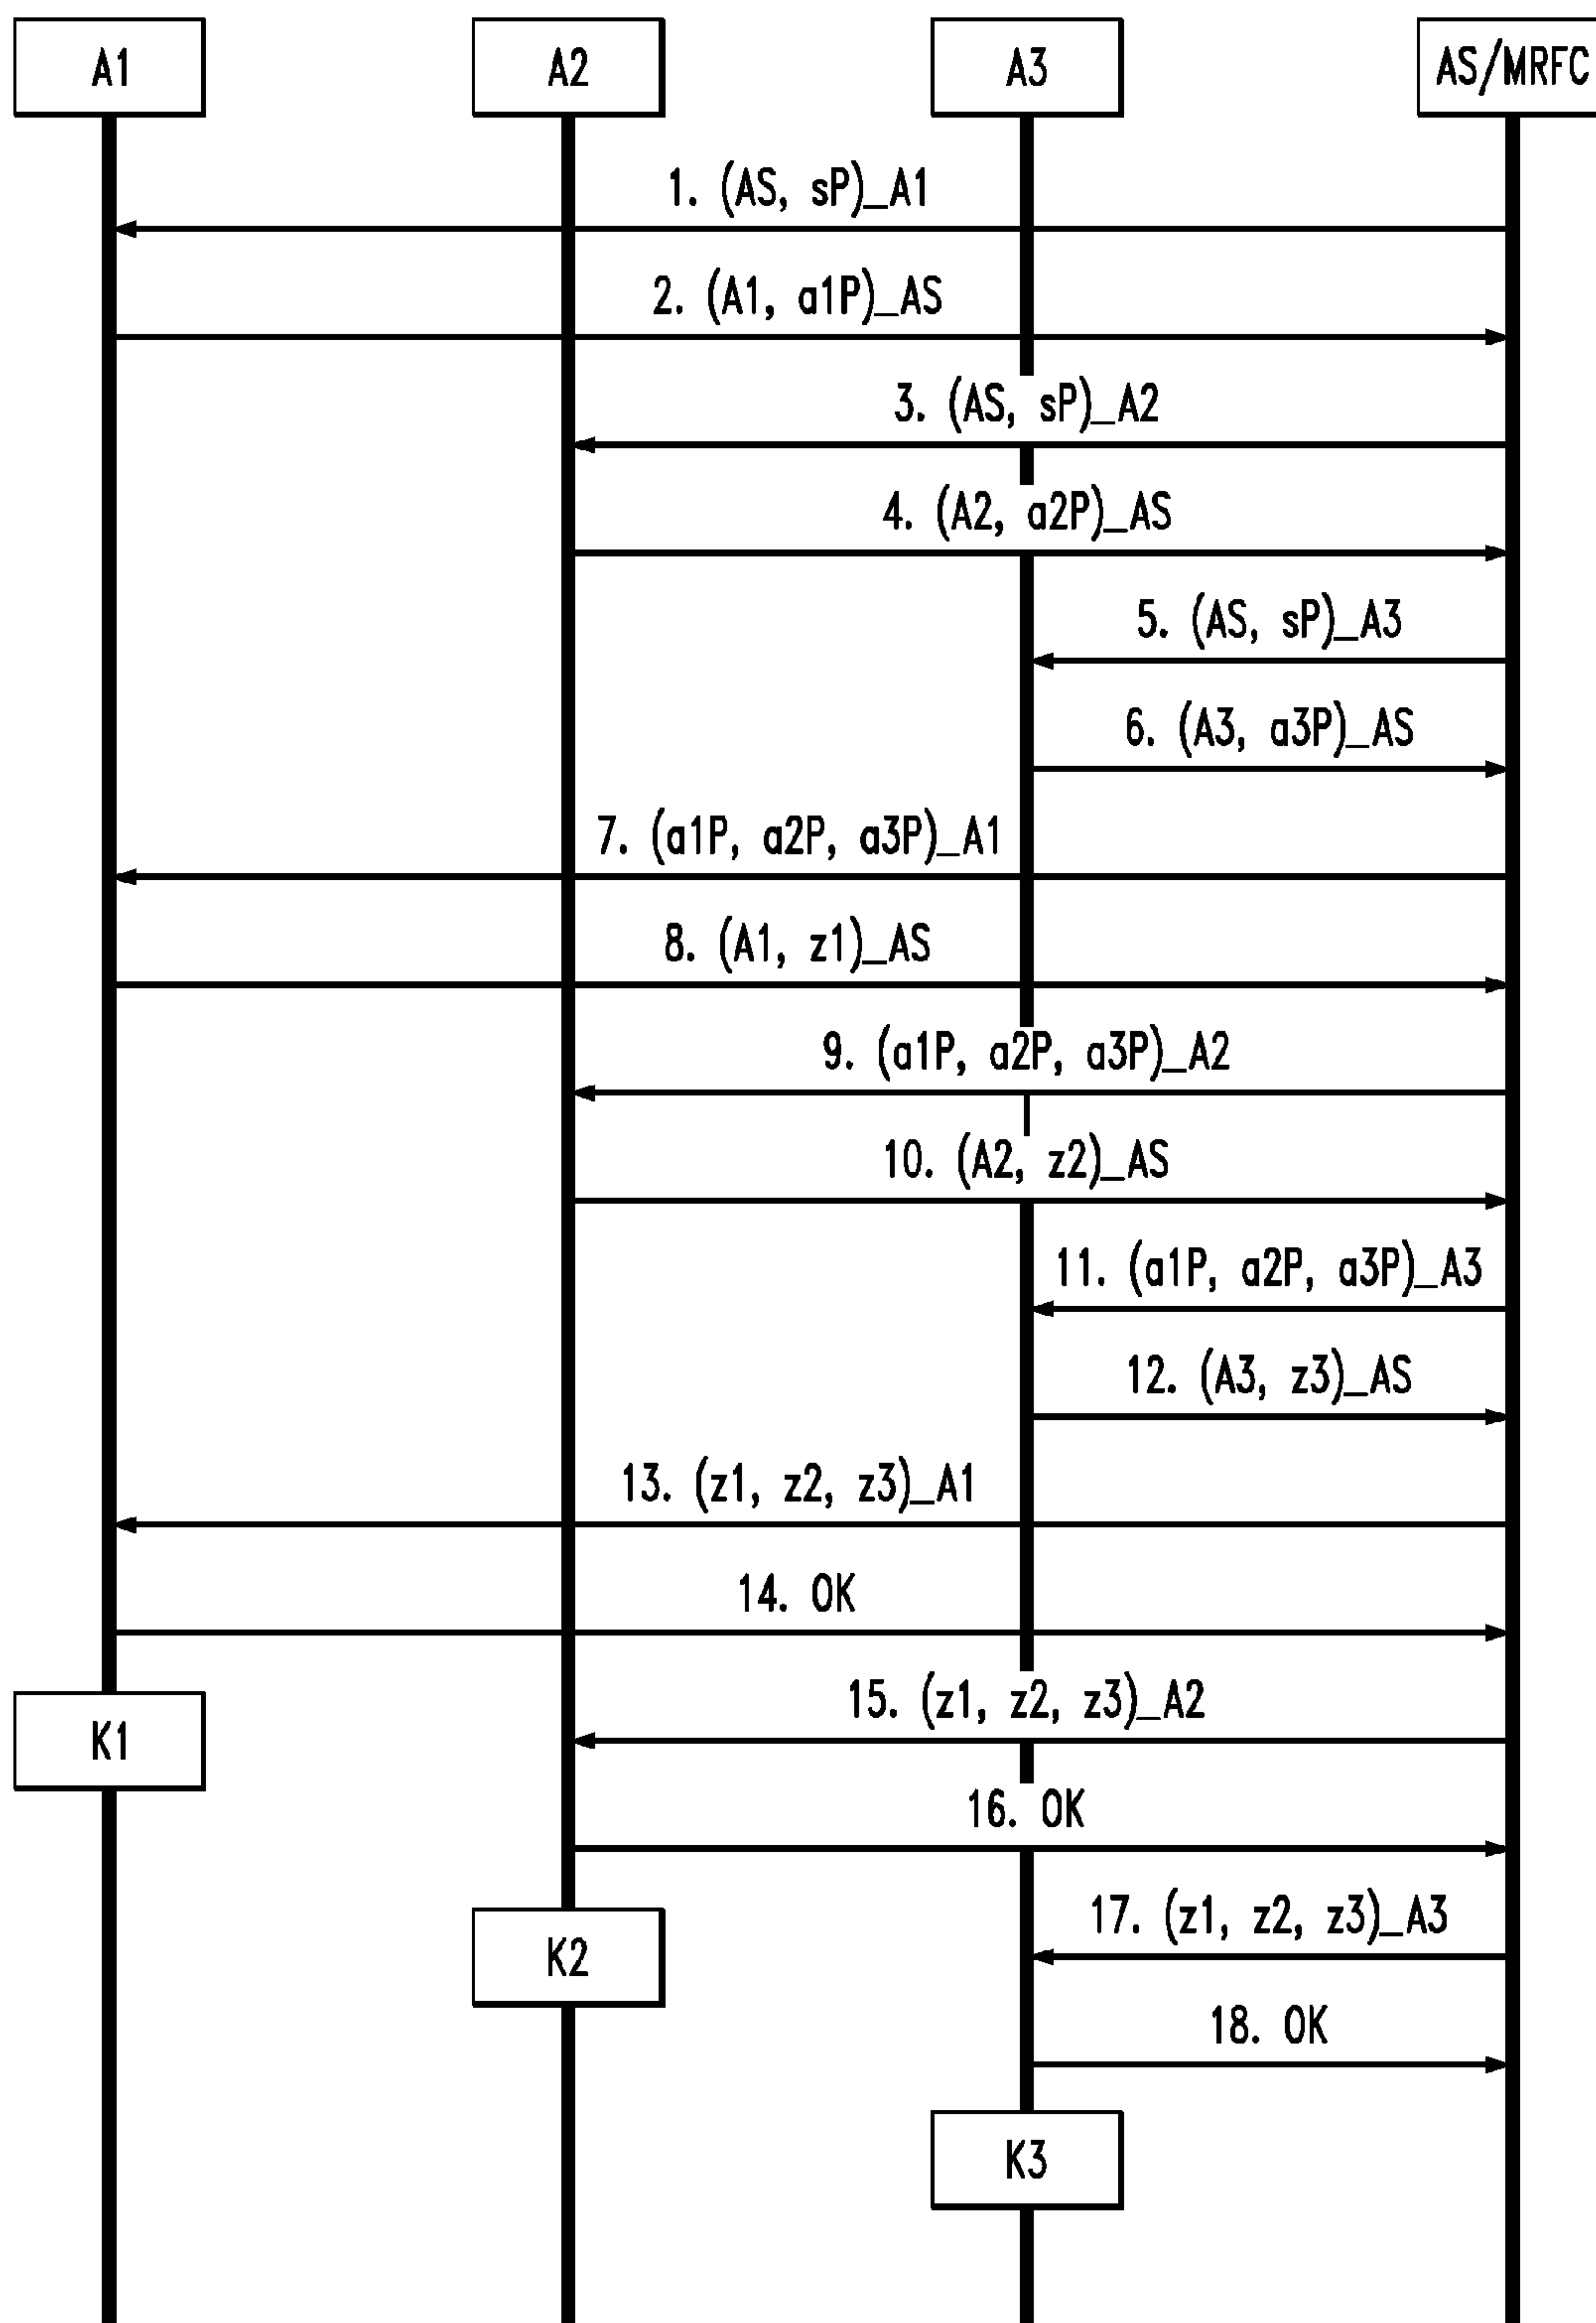 A1
A2
A3
AS/MRFC
1. (AS, sP)_A1
2. (A1, a1P)_AS
3. (AS, sP)_A2
4. (A2, a2P)_AS
5. (AS, sP)_A3
6. (A3, a3P)_AS
7. (a1P, a2P, a3P)_A1
8. (A1, z1)_AS
9. (a1P, a2P, a3P)_A2
10. (A2, z2)_AS
11. (a1P, a2P, a3P)_A3
12. (A3, z3)_AS
13. (z1, z2, z3)_A1
14. OK
15. (z1, z2, z3)_A2
K1
16. OK
17. (z1, z2, z3)_A3
K2
18. OK
K3